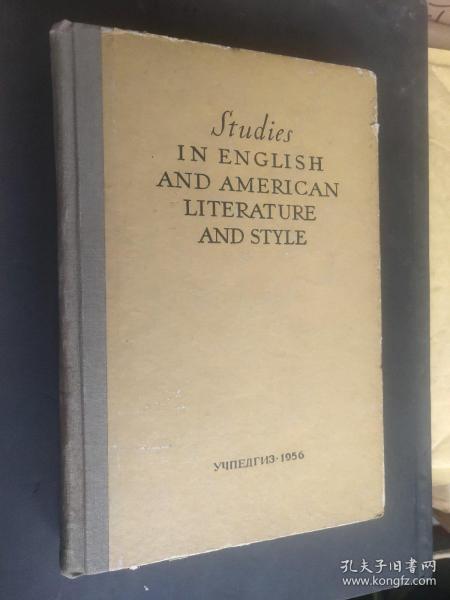 Studies
IN ENGLISH
AND AMERICAN
LITERATURE
AND STYLE
УЧПЕДГИЗ·1956
孔夫子旧书网
www.kongfz.com